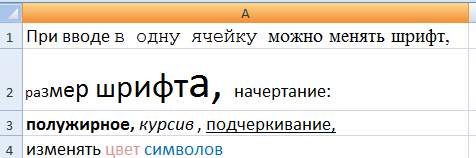 A
1 При вводе в одну ячейку можно менять шрифт,
2 размер шрифта, начертание:
3 полужирное, курсив , подчеркивание,
4 изменять цвет символов